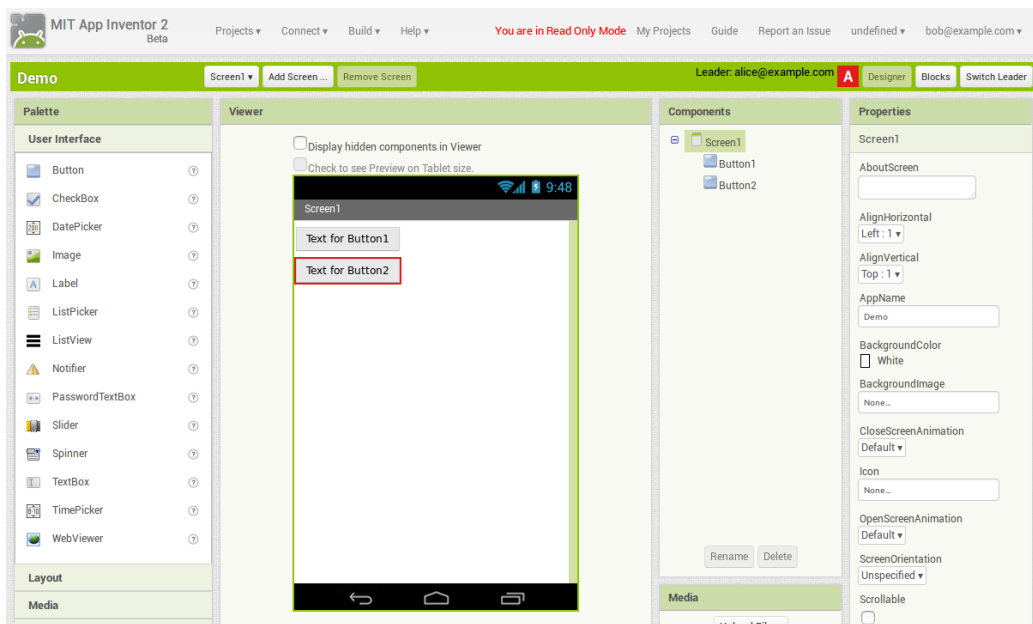 MIT App Inventor 2
Beta
Projects ▾ Connect ▾ Build ▾ Help ▾ You are in Read Only Mode My Projects Guide Report an Issue undefined ▾ bob@example.com ▾
Demo Screen1 ▾ Add Screen ... Remove Screen Leader: alice@example.com A Designer Blocks Switch Leader
Palette
User Interface
Button ?
CheckBox ?
DatePicker ?
Image ?
Label ?
ListPicker ?
ListView ?
Notifier ?
PasswordTextBox ?
Slider ?
Spinner ?
TextBox ?
TimePicker ?
WebViewer ?
Layout
Media
Viewer
Display hidden components in Viewer
Check to see Preview on Tablet size.
9:48
Screen1
Text for Button1
Text for Button2
Components
Screen1
Button1
Button2
Rename Delete
Media
Properties
Screen1
AboutScreen
AlignHorizontal
Left : 1 ▾
AlignVertical
Top : 1 ▾
AppName
Demo
BackgroundColor
White
BackgroundImage
None...
CloseScreenAnimation
Default ▾
Icon
None...
OpenScreenAnimation
Default ▾
ScreenOrientation
Unspecified ▾
Scrollable